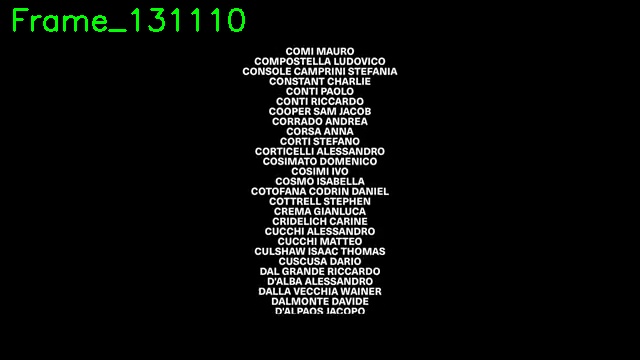 Frame_131110
COMI MAURO
COMPOSTELLA LUDOVICO
CONSOLE CAMPRINI STEFANIA
CONSTANT CHARLIE
CONTI PAOLO
CONTI RICCARDO
COOPER SAM JACOB
CORRADO ANDREA
CORSA ANNA
CORTI STEFANO
CORTICELLI ALESSANDRO
COSIMATO DOMENICO
COSIMI IVO
COSMO ISABELLA
COTOFANA CODRIN DANIEL
COTTRELL STEPHEN
CREMA GIANLUCA
CRIDELICH CARINE
CUCCHI ALESSANDRO
CUCCHI MATTEO
CULSHAW ISAAC THOMAS
CUSCUSA DARIO
DAL GRANDE RICCARDO
D'ALBA ALESSANDRO
DALLA VECCHIA WAINER
DALMONTE DAVIDE
D'ALPAOS JACOPO